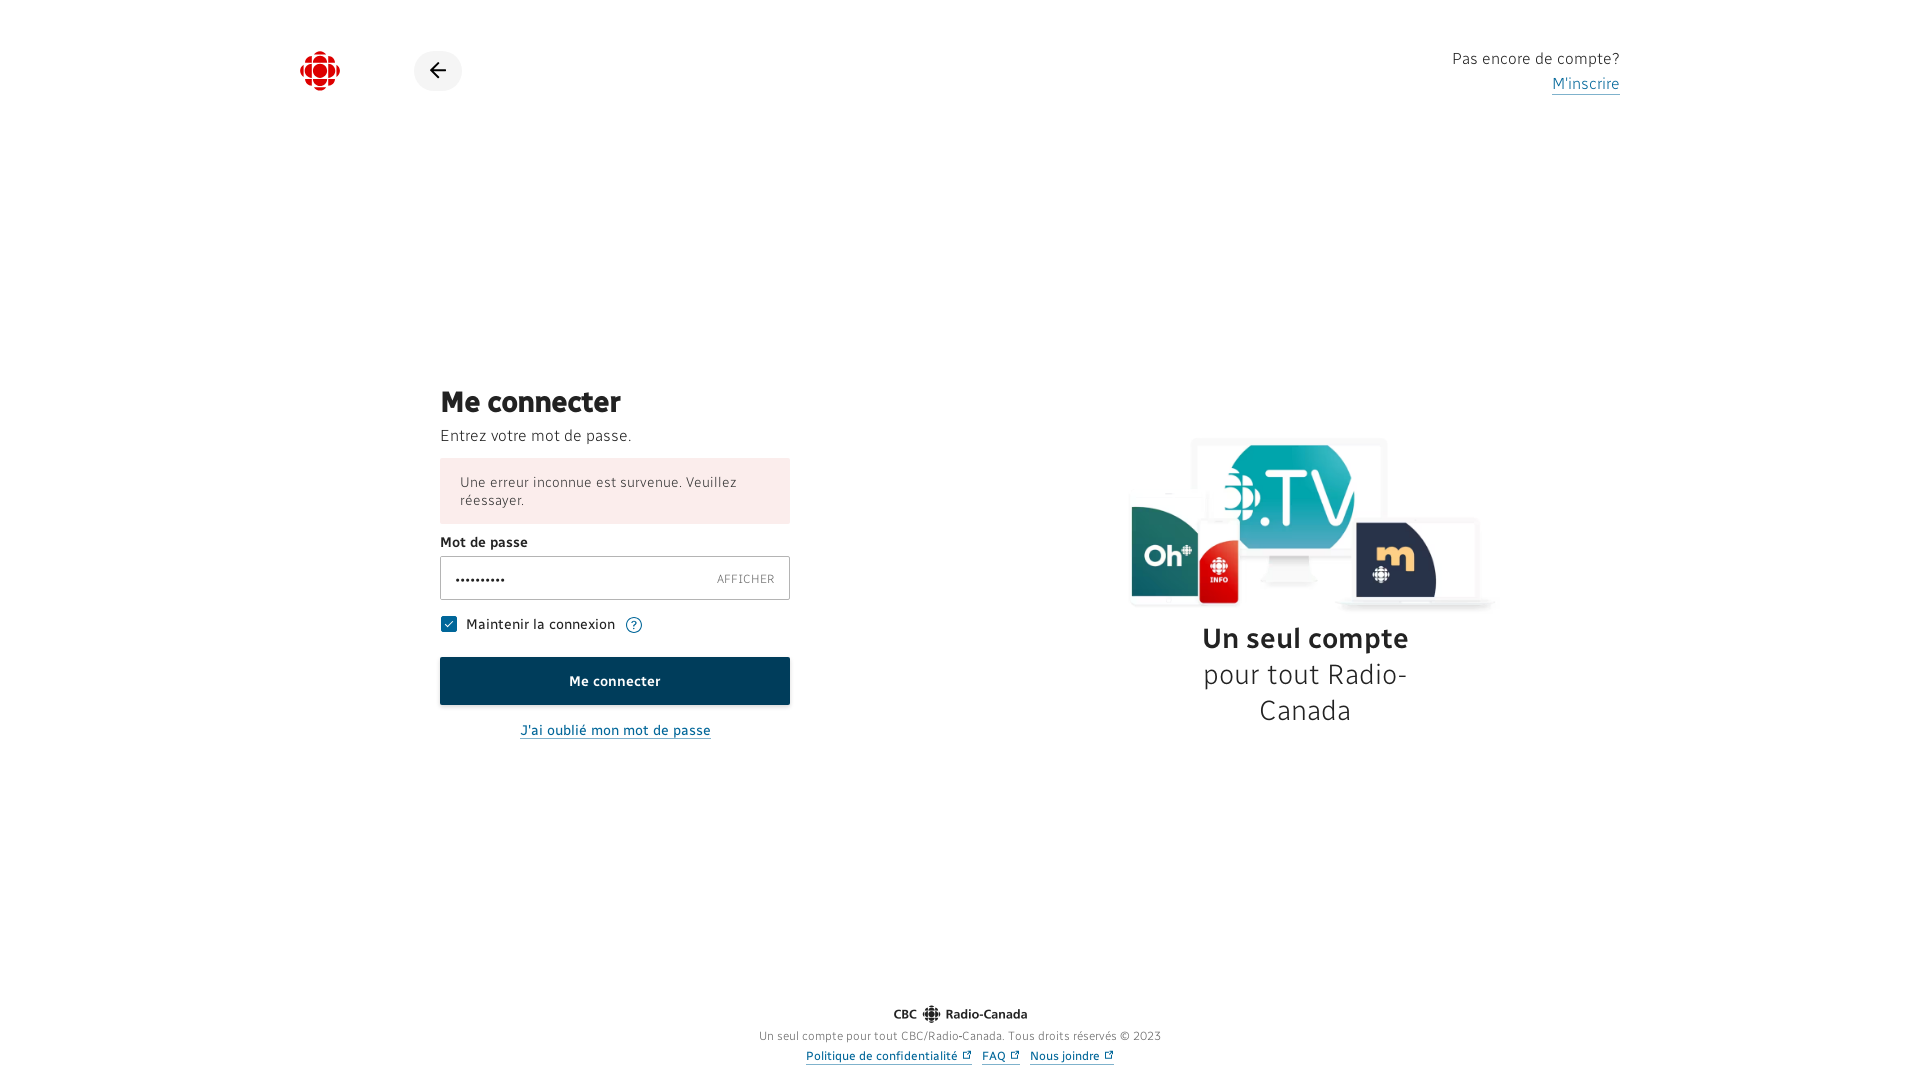 Pas encore de compte?
M'inscrire
Me connecter
Entrez votre mot de passe.
Une erreur inconnue est survenue. Veuillez
réessayer.
Mot de passe
•••••••••• AFFICHER
Maintenir la connexion ?
Me connecter
J'ai oublié mon mot de passe
.TV
Oh
INFO
m
Un seul compte
pour tout Radio-
Canada
CBC Radio-Canada
Un seul compte pour tout CBC/Radio-Canada. Tous droits réservés © 2023
Politique de confidentialité FAQ Nous joindre